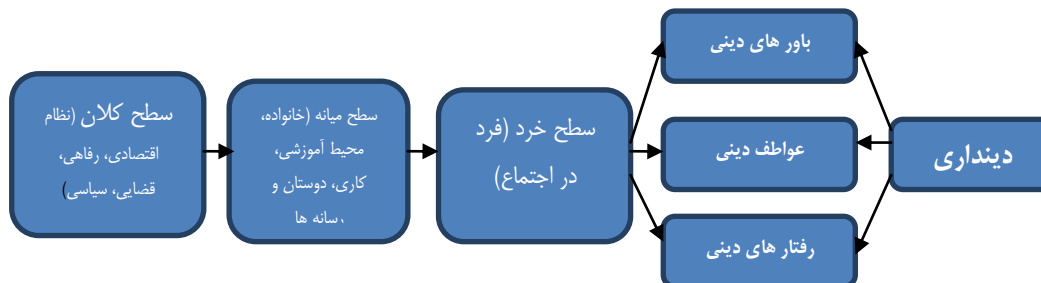 باور های دینی
سطح کلان (نظام
اقتصادی، رفاهی،
قضایی، سیاسی)
سطح میانه (خانواده،
محیط آموزشی،
کاری، دوستان و
رسانه ها
سطح خرد (فرد
در اجتماع)
عواطف دینی
دینداری
رفتار های دینی